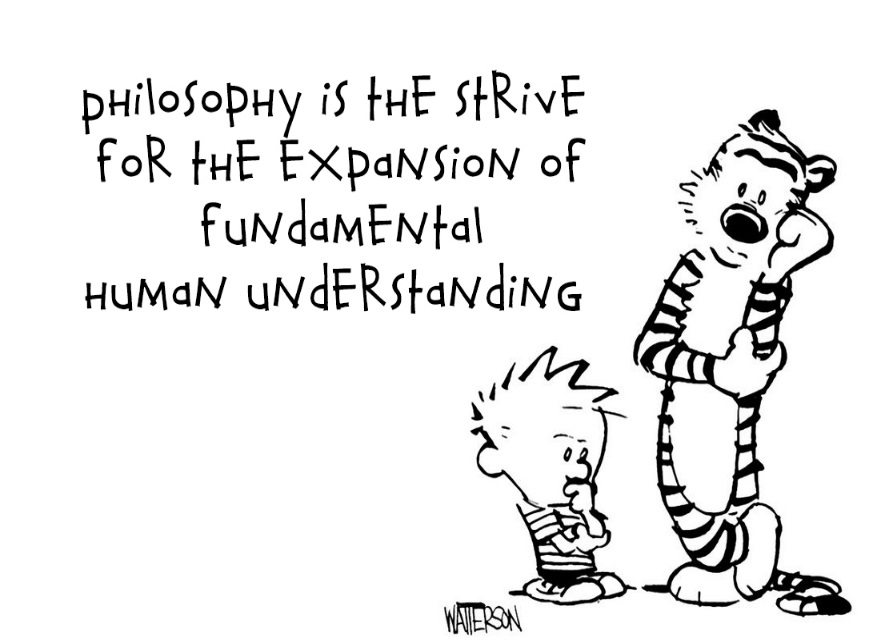 PHilosoPHy is tHE stRivE
foR tHE ExPaNsioN of
fuNdaMENtal
HuMaN uNdERstaNdiNG
WATTERSON